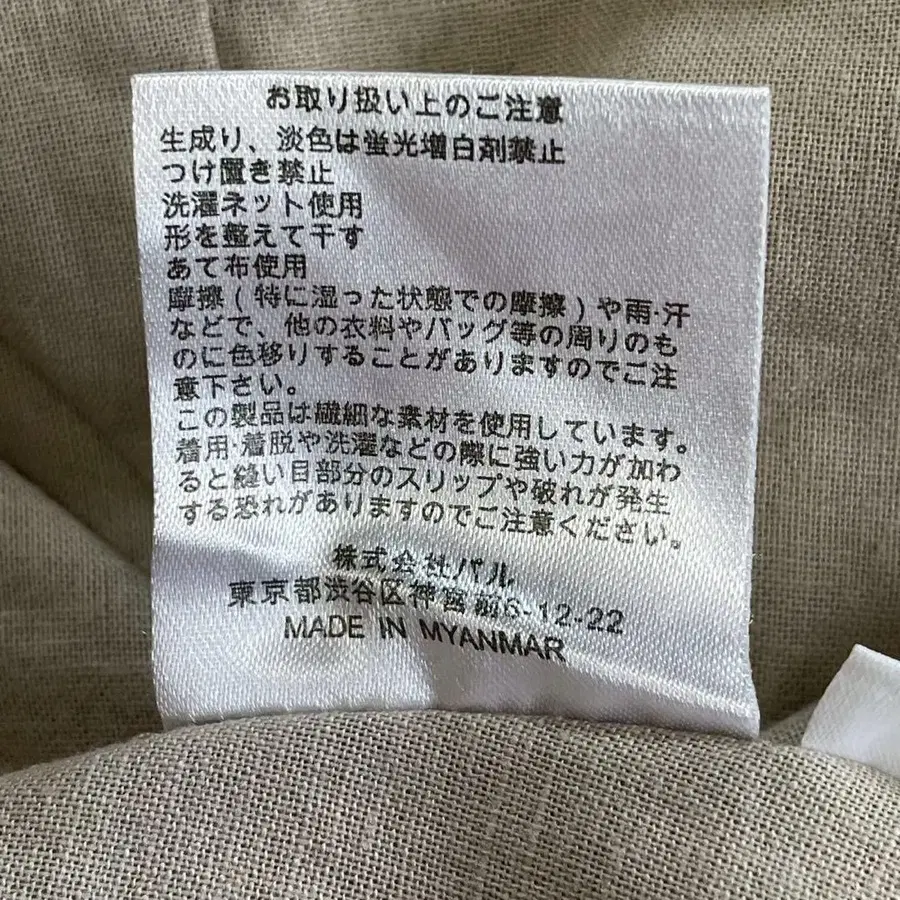 お取り扱い上のご注意
生成り、淡色は蛍光増白剤禁止
つけ置き禁止
洗濯ネット使用
形を整えて干す
あて布使用
摩擦(特に湿った状態での摩擦)や雨·汗
などで、他の衣料やバッグ等の周りのも
のに色移りすることがありますのでご注
意下さい。
この製品は繊細な素材を使用しています。
着用·着脱や洗濯などの際に強い力が加わ
ると縫い目部分のスリップや破れが発生
する恐れがありますのでご注意ください。
株式会社パル
東京都渋谷区神宮前6-12-22
MADE IN MYANMAR